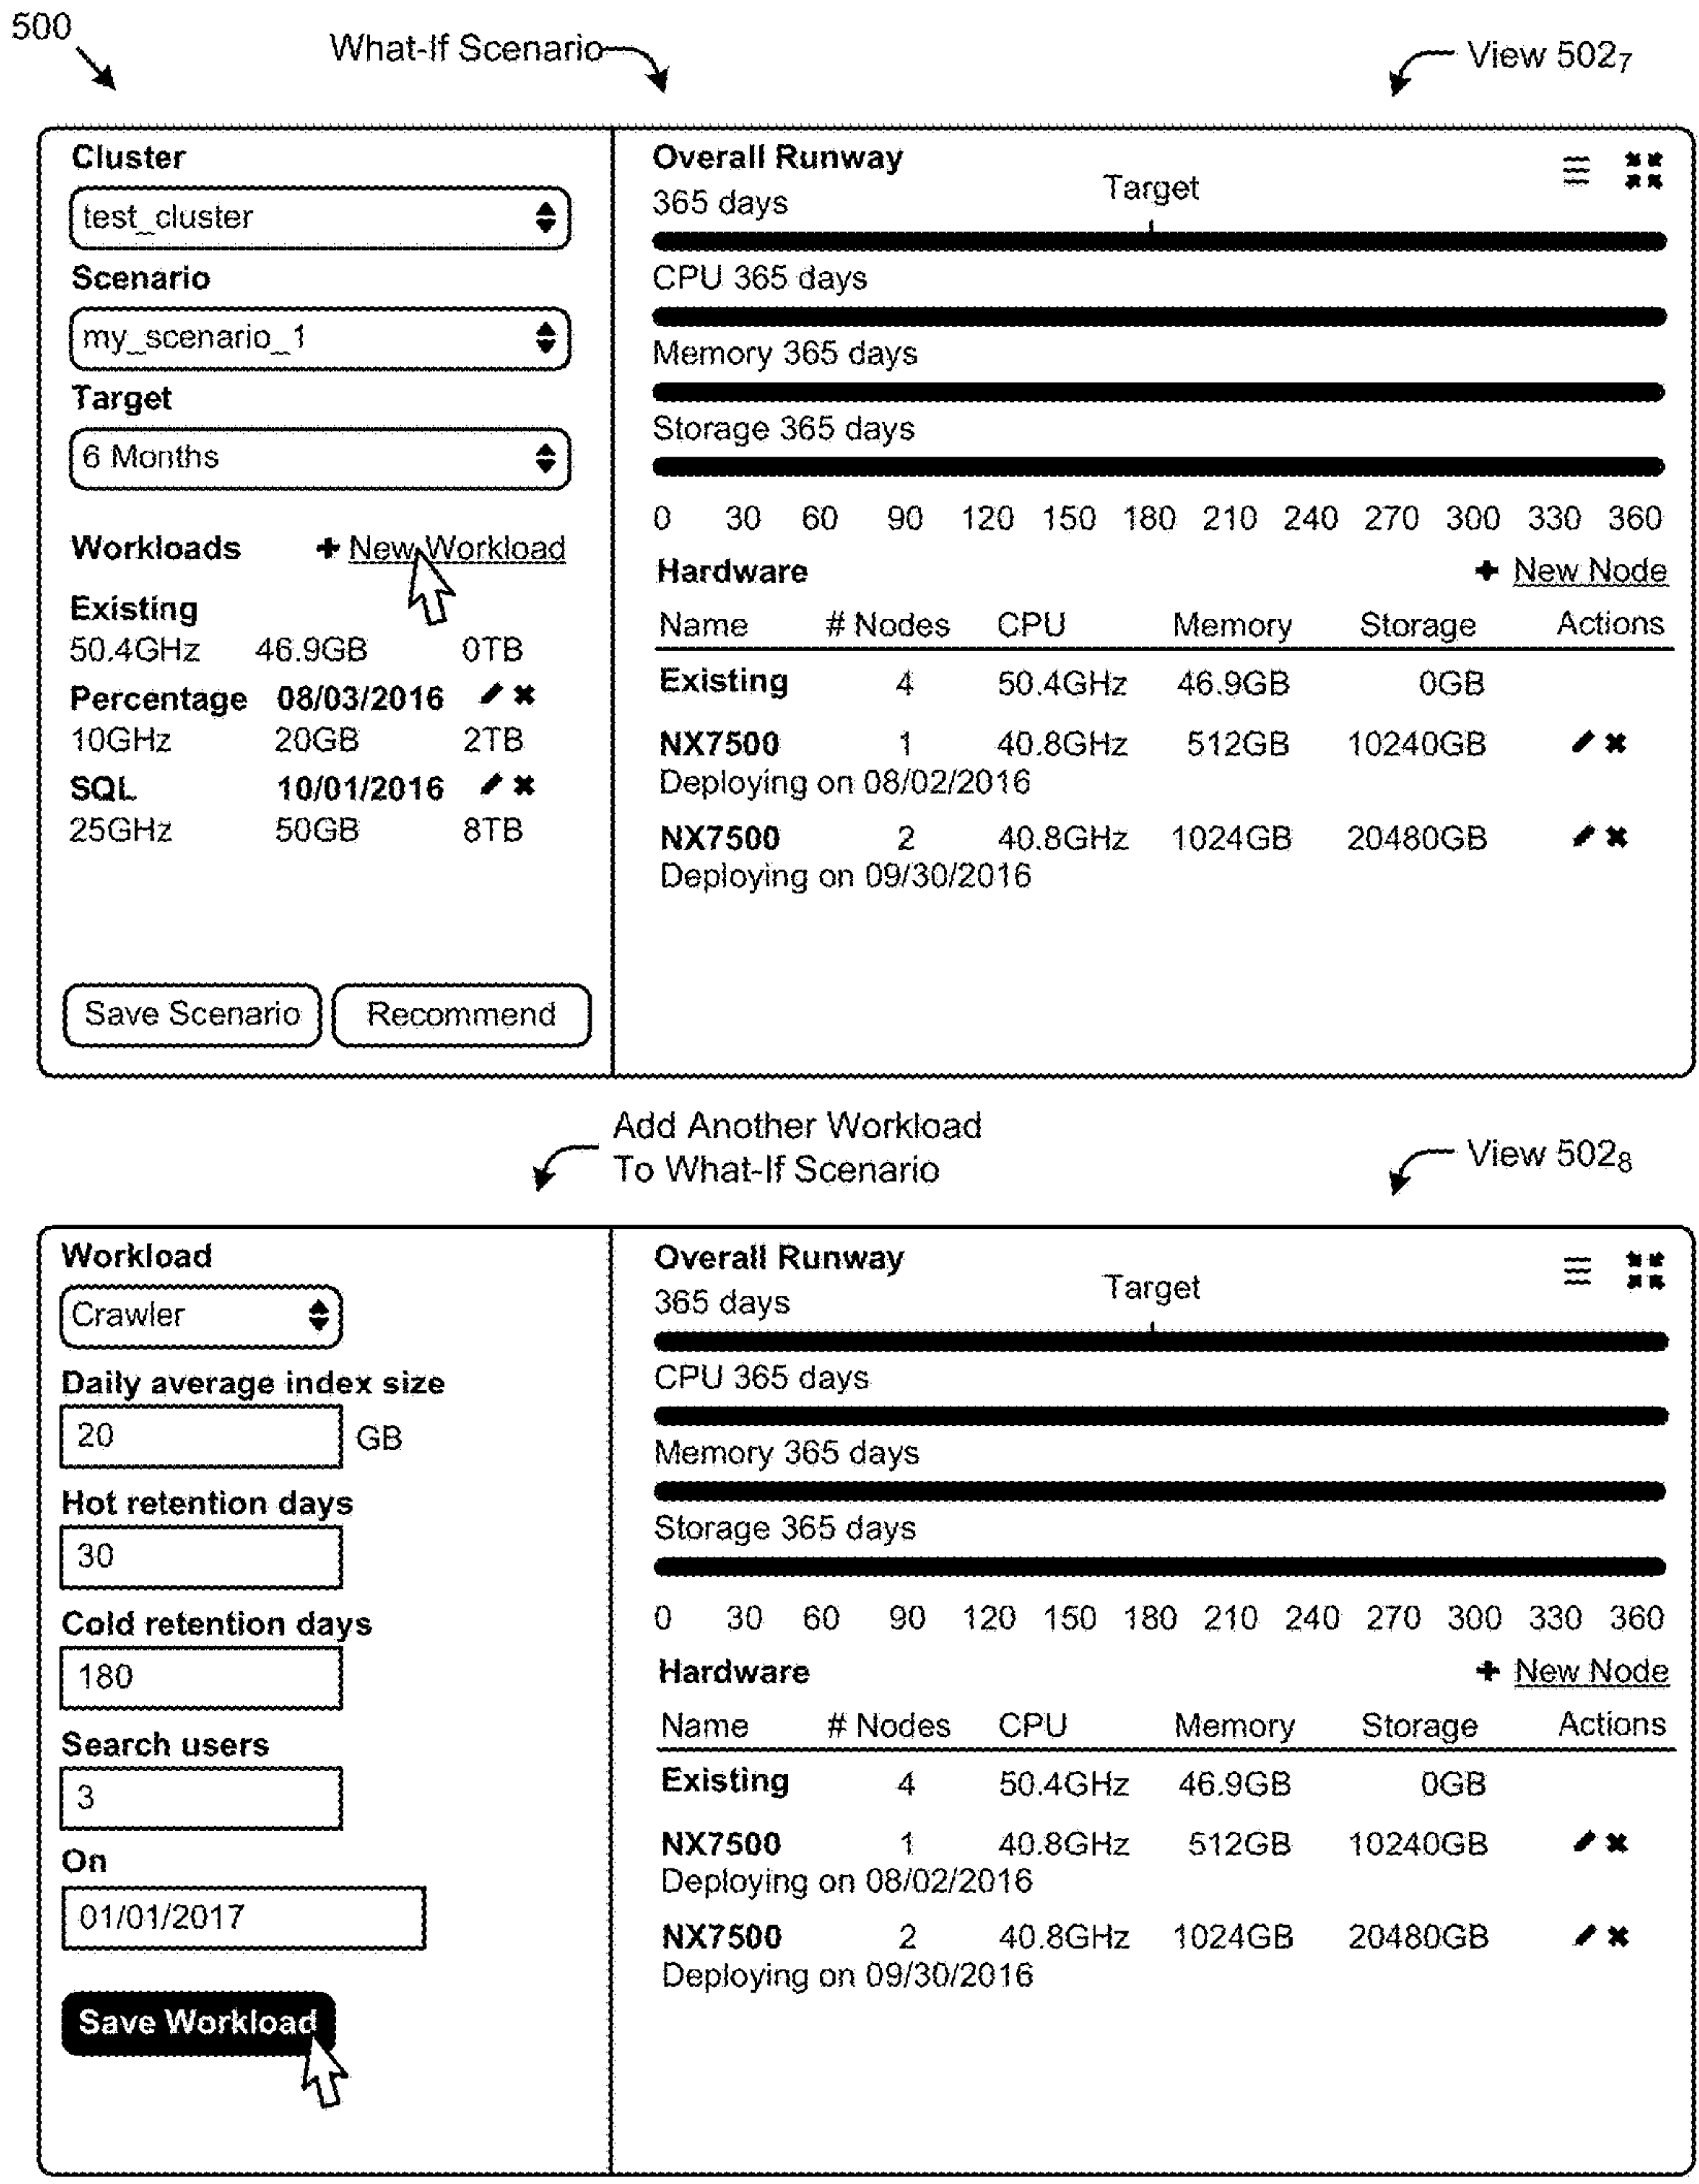 500
What-If Scenario
View 502₇
Cluster
test_cluster
Scenario
my_scenario_1
Target
6 Months
Workloads + New Workload
Existing
50.4GHz 46.9GB 0TB
Percentage 08/03/2016
10GHz 20GB 2TB
SQL 10/01/2016
25GHz 50GB 8TB
Save Scenario Recommend
Overall Runway
365 days Target
CPU 365 days
Memory 365 days
Storage 365 days
0 30 60 90 120 150 180 210 240 270 300 330 360
Hardware + New Node
Name # Nodes CPU Memory Storage Actions
Existing 4 50.4GHz 46.9GB 0GB
NX7500 1 40.8GHz 512GB 10240GB
Deploying on 08/02/2016
NX7500 2 40.8GHz 1024GB 20480GB
Deploying on 09/30/2016
Add Another Workload
To What-If Scenario
View 502₈
Workload
Crawler
Daily average index size
20 GB
Hot retention days
30
Cold retention days
180
Search users
3
On
01/01/2017
Save Workload
Overall Runway
365 days Target
CPU 365 days
Memory 365 days
Storage 365 days
0 30 60 90 120 150 180 210 240 270 300 330 360
Hardware + New Node
Name # Nodes CPU Memory Storage Actions
Existing 4 50.4GHz 46.9GB 0GB
NX7500 1 40.8GHz 512GB 10240GB
Deploying on 08/02/2016
NX7500 2 40.8GHz 1024GB 20480GB
Deploying on 09/30/2016